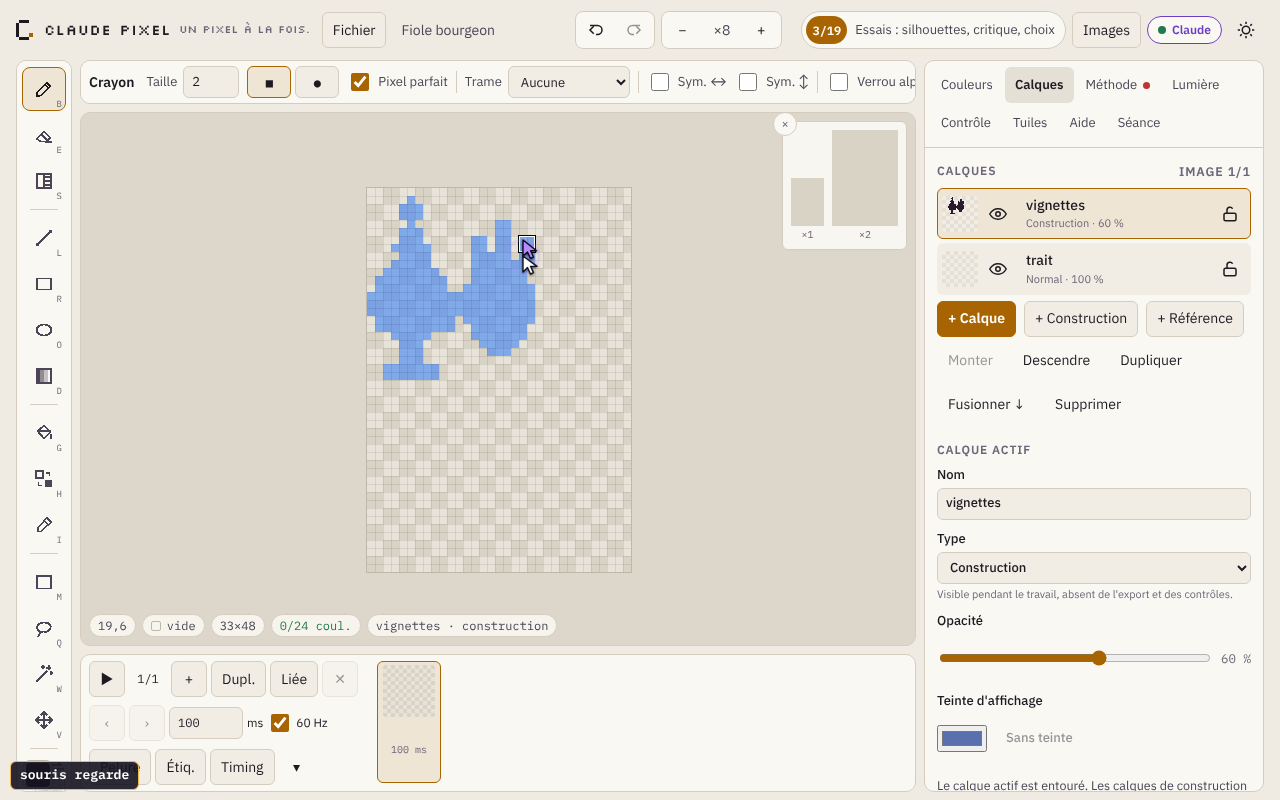 CLAUDE PIXEL UN PIXEL À LA FOIS. Fichier Fiole bourgeon − ×8 + 3/19 Essais : silhouettes, critique, choix Images Claude
Crayon Taille 2 Pixel parfait Trame Aucune Sym. ↔ Sym. ↕ Verrou alp
B
E
S
L
R
O
D
G
H
I
M
Q
W
V
×
×1 ×2
19,6 vide 33×48 0/24 coul. vignettes · construction
1/1 + Dupl. Liée ×
‹ › 100 ms 60 Hz
Étiq. Timing ▼
100 ms
souris regarde
Couleurs Calques Méthode Lumière
Contrôle Tuiles Aide Séance
CALQUES IMAGE 1/1
vignettes
Construction · 60 %
trait
Normal · 100 %
+ Calque + Construction + Référence
Monter Descendre Dupliquer
Fusionner ↓ Supprimer
CALQUE ACTIF
Nom
vignettes
Type
Construction
Visible pendant le travail, absent de l'export et des contrôles.
Opacité
60 %
Teinte d'affichage
Sans teinte
Le calque actif est entouré. Les calques de construction